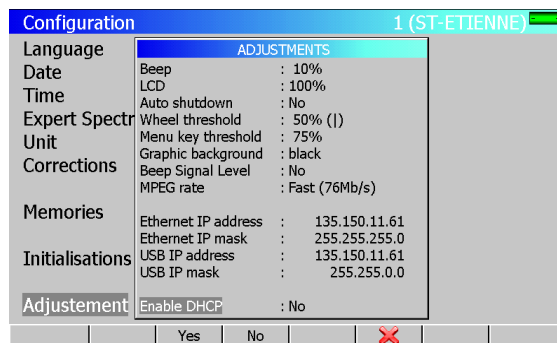 Configuration 1 (ST-ETIENNE)
Language
Date
Time
Expert Spectr
Unit
Corrections
Memories
Initialisations
Adjustement
ADJUSTMENTS
Beep : 10%
LCD : 100%
Auto shutdown : No
Wheel threshold : 50% (|)
Menu key threshold : 75%
Graphic background : black
Beep Signal Level : No
MPEG rate : Fast (76Mb/s)
Ethernet IP address : 135.150.11.61
Ethernet IP mask : 255.255.255.0
USB IP address : 135.150.11.61
USB IP mask : 255.255.0.0
Enable DHCP : No
Yes No